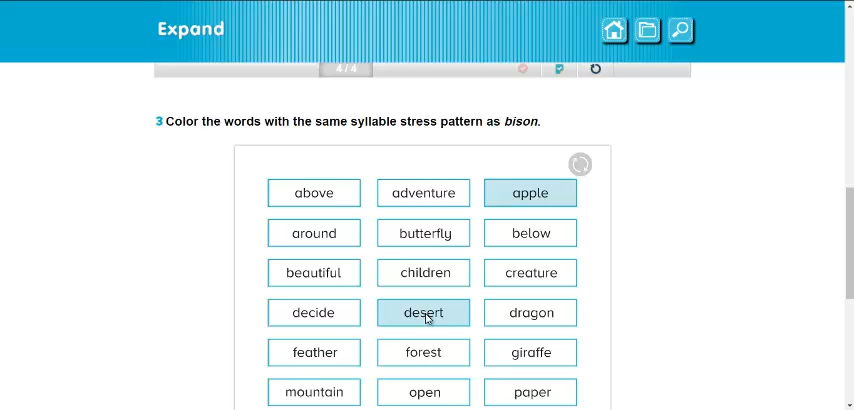 Expand
4 / 4
3 Color the words with the same syllable stress pattern as bison.
above adventure apple
around butterfly below
beautiful children creature
decide desert dragon
feather forest giraffe
mountain open paper